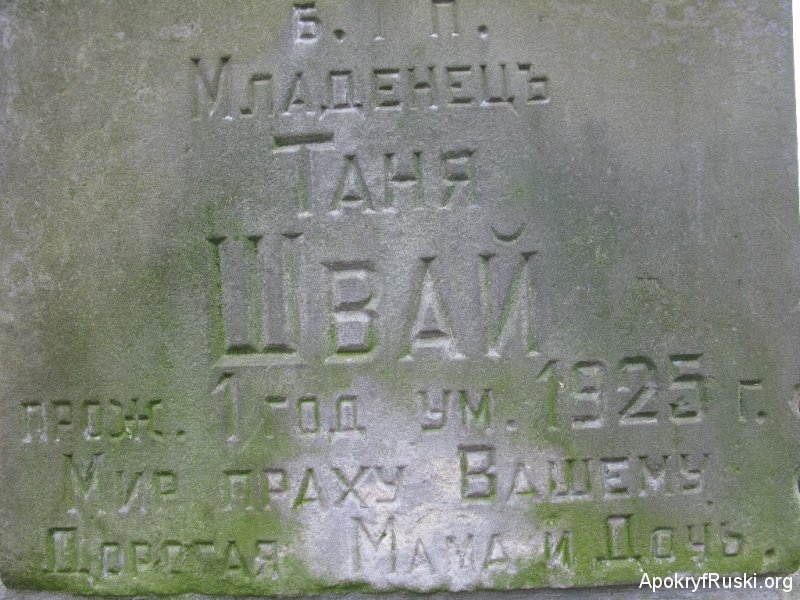 Б. І П.
Младенецъ
Таня
Швай
прож. 1 год ум. 1925 г.
Мир праху Вашему
Дорогая Мама и Дочь.
ApokryfRuski.org